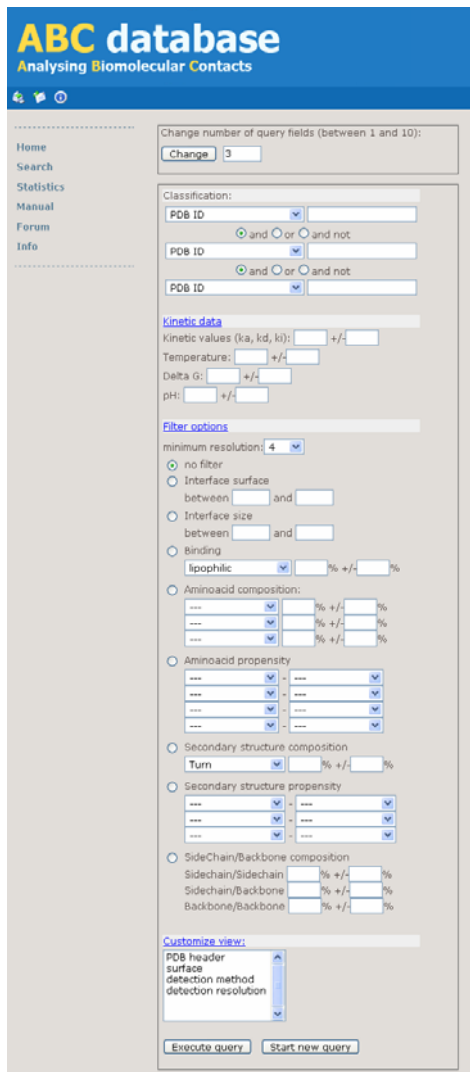 ABC database
Analysing Biomolecular Contacts
Home
Search
Statistics
Manual
Forum
Info
Change number of query fields (between 1 and 10):
Change 3
Classification:
PDB ID
and or and not
PDB ID
and or and not
PDB ID
Kinetic data
Kinetic values (ka, kd, ki): +/-
Temperature: +/-
Delta G: +/-
pH: +/-
Filter options
minimum resolution: 4
no filter
Interface surface
between and
Interface size
between and
Binding
lipophilic % +/- %
Aminoacid composition:
--- % +/- %
--- % +/- %
--- % +/- %
Aminoacid propensity
--- - ---
--- - ---
--- - ---
--- - ---
Secondary structure composition
Turn % +/- %
Secondary structure propensity
--- - ---
--- - ---
--- - ---
SideChain/Backbone composition
Sidechain/Sidechain % +/- %
Sidechain/Backbone % +/- %
Backbone/Backbone % +/- %
Customize view:
PDB header
surface
detection method
detection resolution
Execute query Start new query